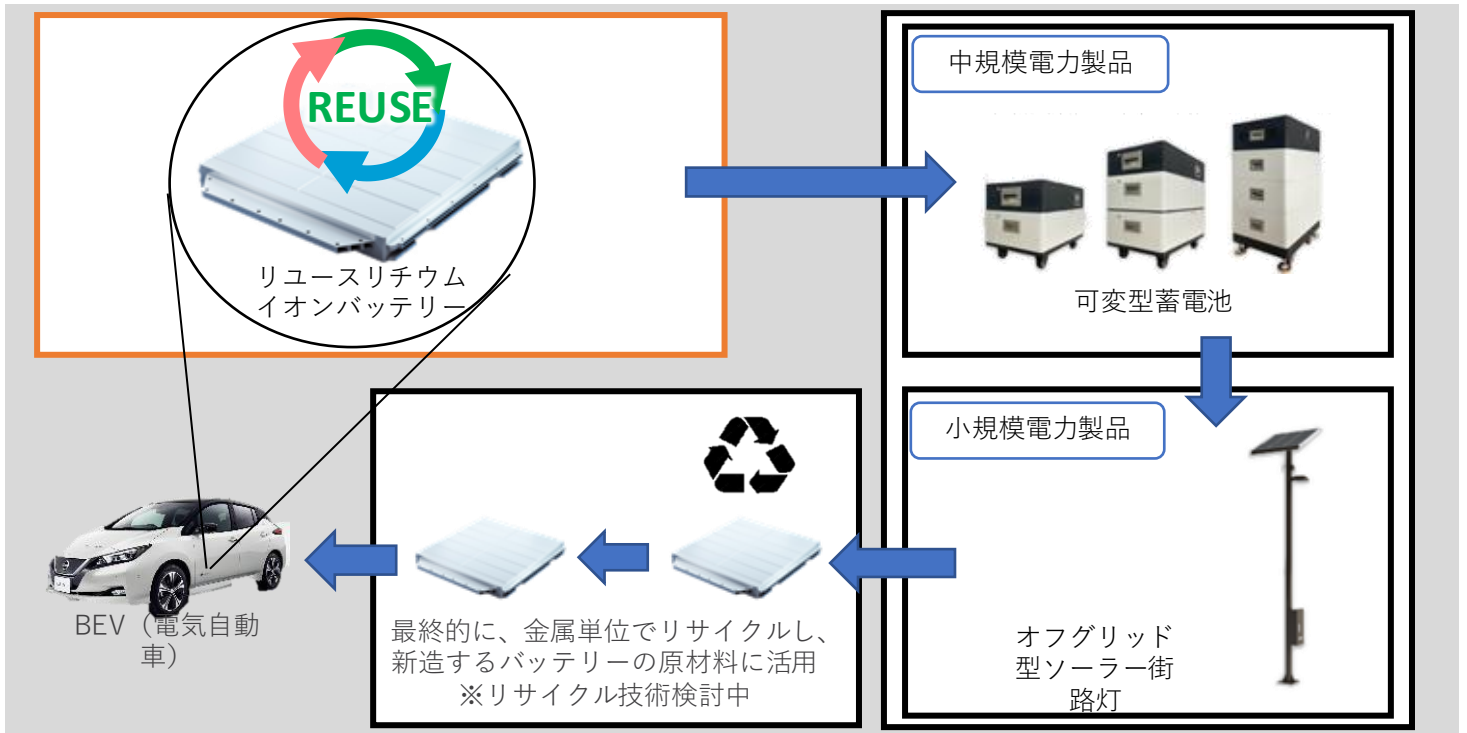 REUSE
リユースリチウム
イオンバッテリー
中規模電力製品
可変型蓄電池
小規模電力製品
オフグリッド
型ソーラー街
路灯
最終的に、金属単位でリサイクルし、
新造するバッテリーの原材料に活用
※リサイクル技術検討中
BEV（電気自動
車）